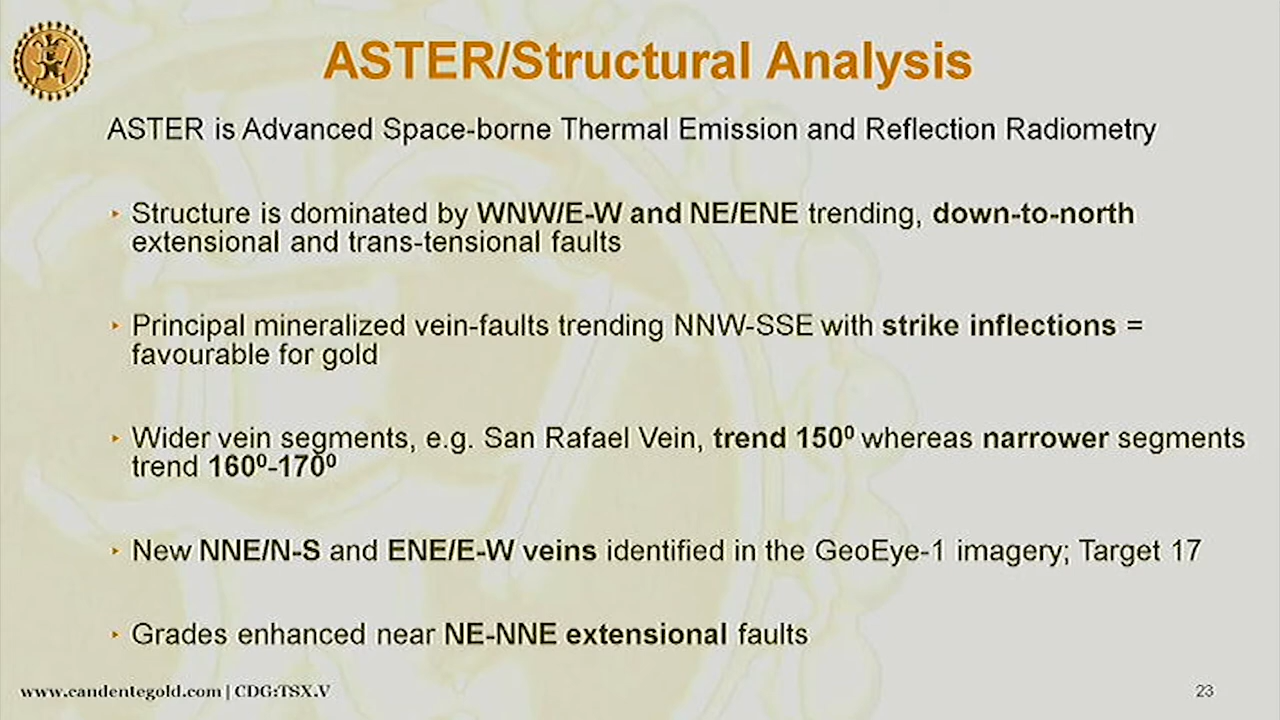 ASTER/Structural Analysis
ASTER is Advanced Space-borne Thermal Emission and Reflection Radiometry
‣ Structure is dominated by WNW/E-W and NE/ENE trending, down-to-north
extensional and trans-tensional faults
‣ Principal mineralized vein-faults trending NNW-SSE with strike inflections =
favourable for gold
‣ Wider vein segments, e.g. San Rafael Vein, trend 150⁰ whereas narrower segments
trend 160⁰-170⁰
‣ New NNE/N-S and ENE/E-W veins identified in the GeoEye-1 imagery; Target 17
‣ Grades enhanced near NE-NNE extensional faults
www.candentegold.com | CDG:TSX.V
23